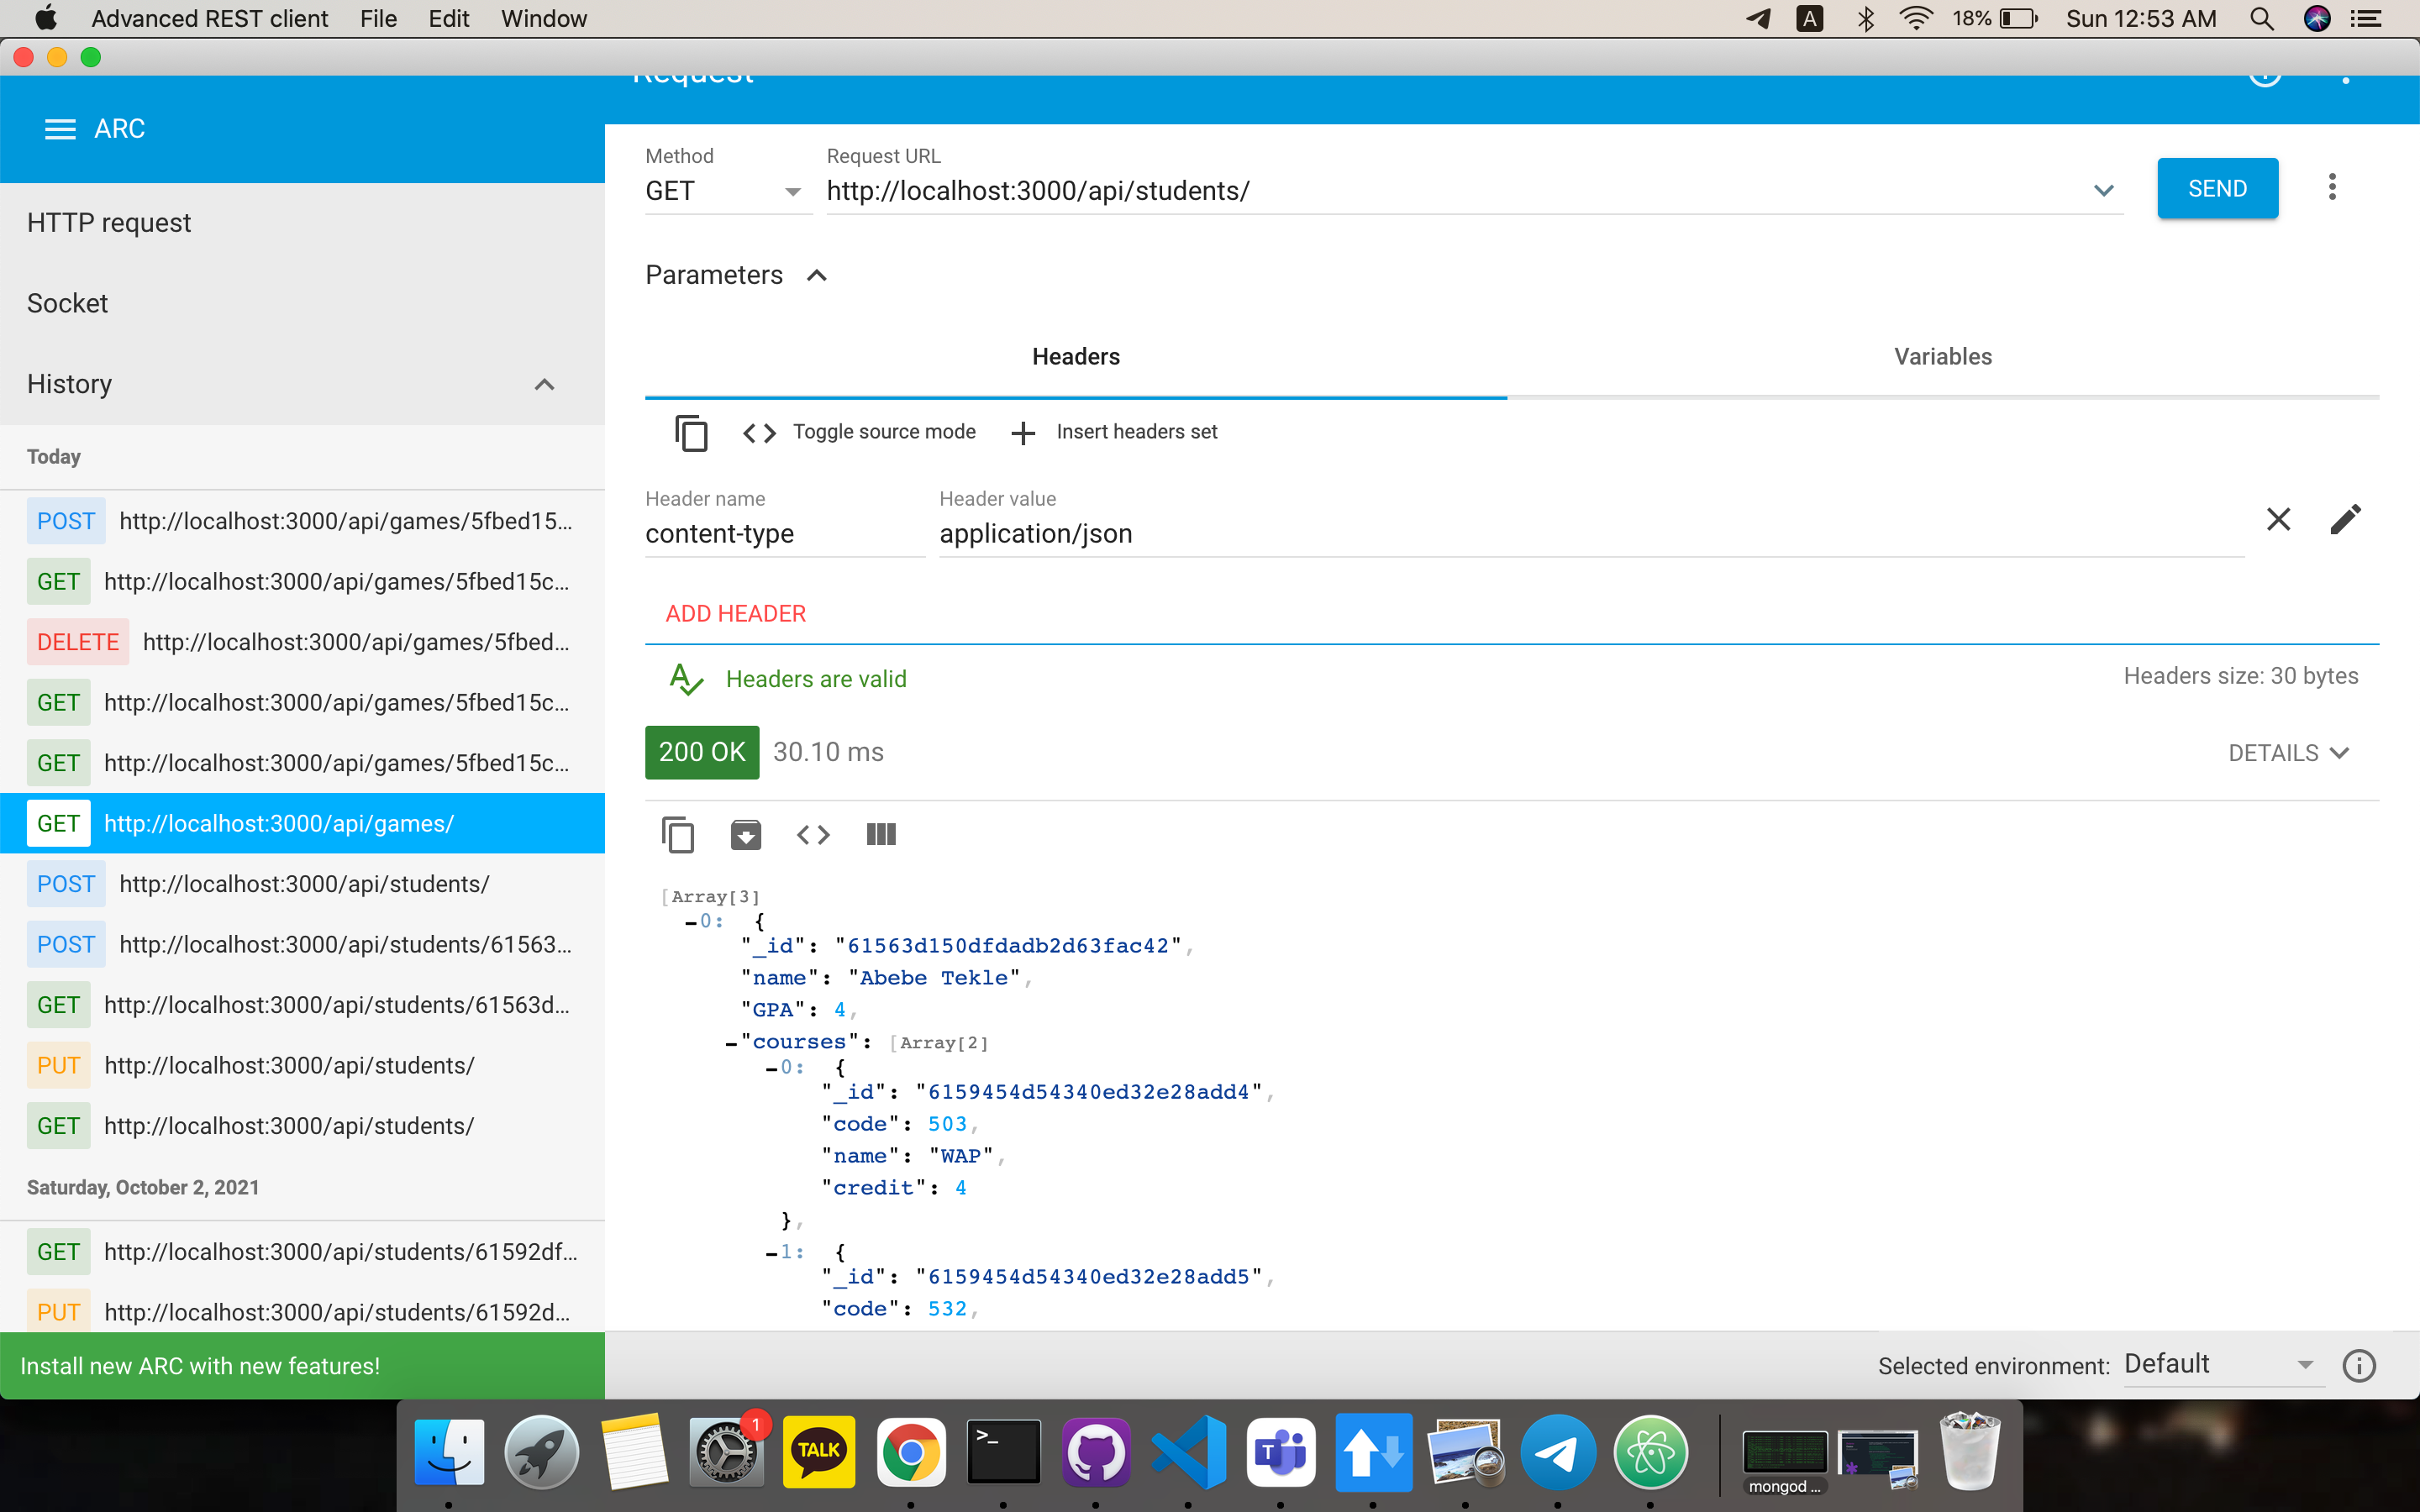 Advanced REST client File Edit Window A 18% Sun 12:53 AM
Request
ARC
HTTP request
Socket
History
Today
POST http://localhost:3000/api/games/5fbed15...
GET http://localhost:3000/api/games/5fbed15c...
DELETE http://localhost:3000/api/games/5fbed...
GET http://localhost:3000/api/games/5fbed15c...
GET http://localhost:3000/api/games/5fbed15c...
GET http://localhost:3000/api/games/
POST http://localhost:3000/api/students/
POST http://localhost:3000/api/students/61563...
GET http://localhost:3000/api/students/61563d...
PUT http://localhost:3000/api/students/
GET http://localhost:3000/api/students/
Saturday, October 2, 2021
GET http://localhost:3000/api/students/61592df...
PUT http://localhost:3000/api/students/61592d...
Install new ARC with new features!
Method Request URL
GET http://localhost:3000/api/students/ SEND
Parameters
Headers Variables
Toggle source mode Insert headers set
Header name Header value
content-type application/json
ADD HEADER
Headers are valid Headers size: 30 bytes
200 OK 30.10 ms DETAILS
[Array[3]
-0: {
"_id": "61563d150dfdadb2d63fac42",
"name": "Abebe Tekle",
"GPA": 4,
-"courses": [Array[2]
-0: {
"_id": "6159454d54340ed32e28add4",
"code": 503,
"name": "WAP",
"credit": 4
},
-1: {
"_id": "6159454d54340ed32e28add5",
"code": 532,
Selected environment: Default
1
TALK
>_
T
mongod ...